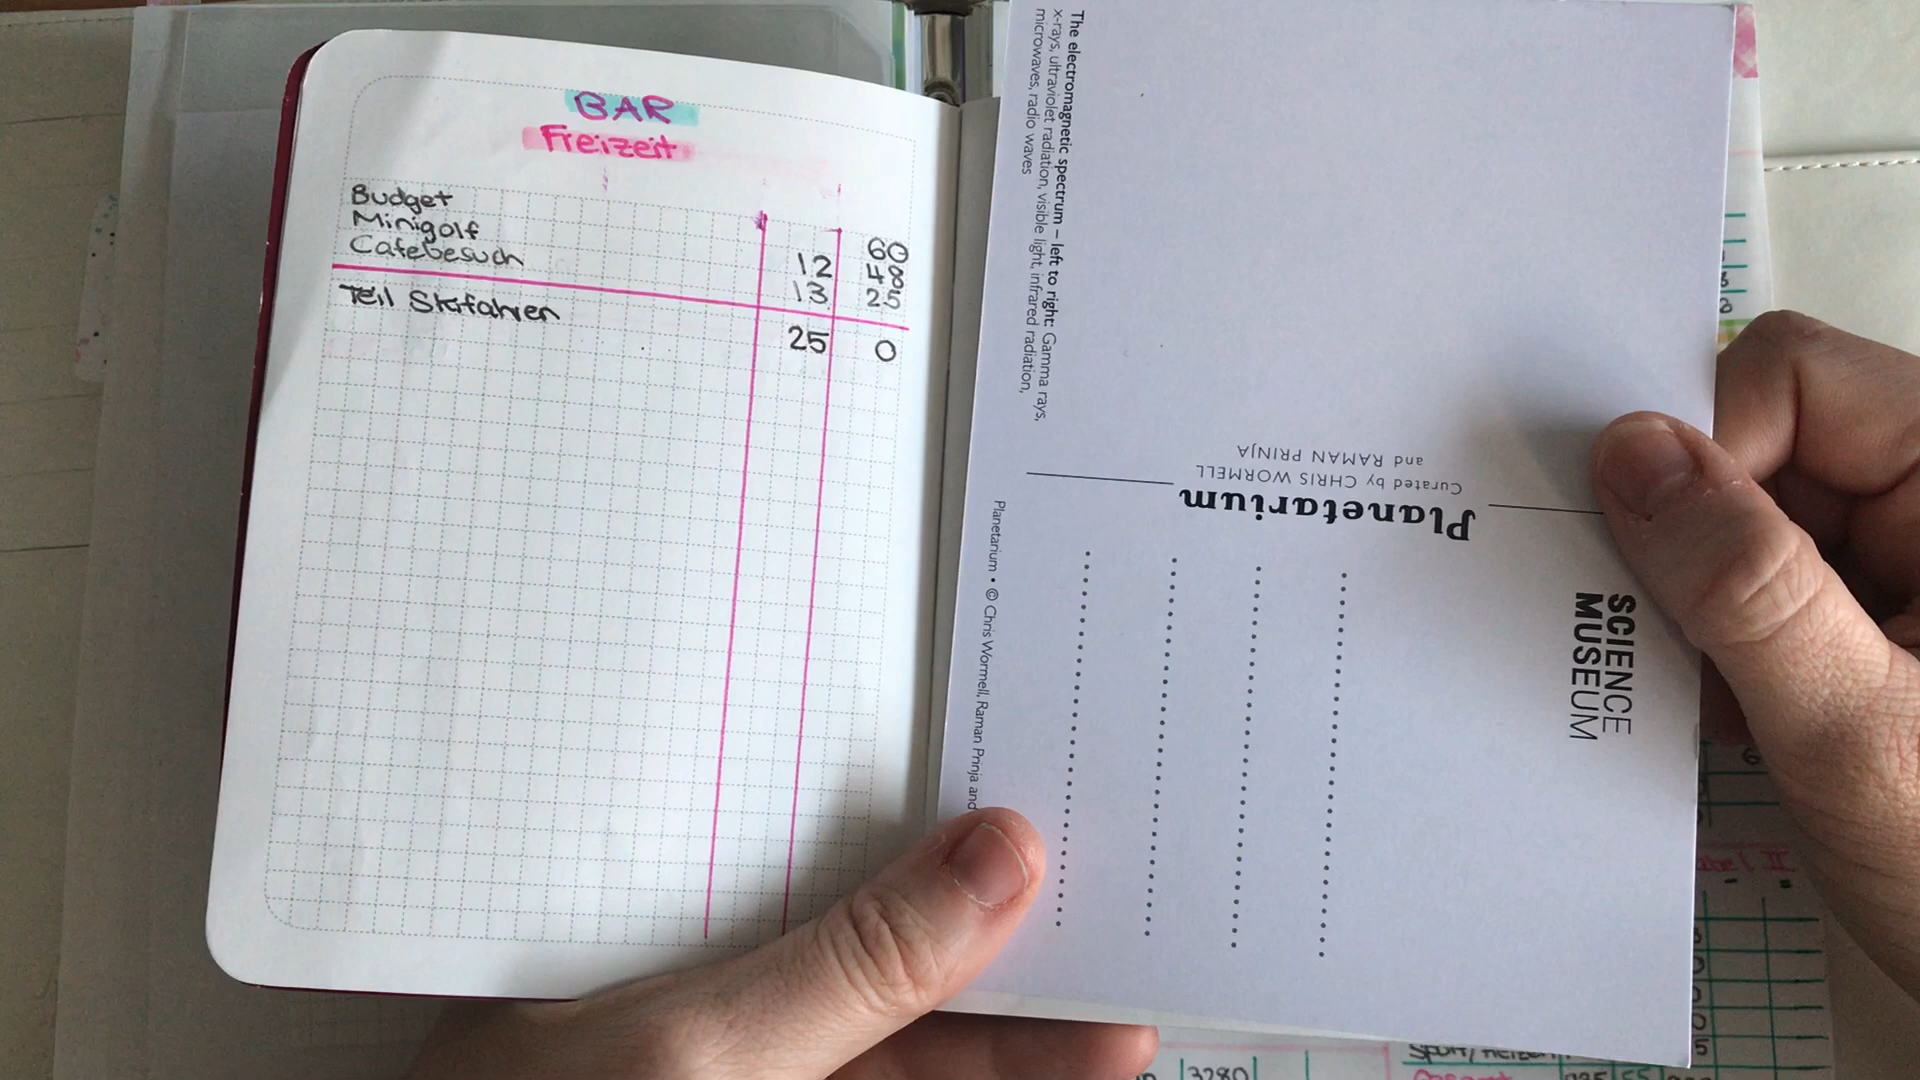 BAR
Freizeit
Budget 60
Minigolf 12
Cafebesuch 13 25
Teil Skifahren 25 0
The electromagnetic spectrum – left to right: Gamma rays,
x-rays, ultraviolet radiation, visible light, infrared radiation,
microwaves, radio waves
Planetarium
Curated by CHRIS WORMELL
and RAMAN PRINJA
SCIENCE
MUSEUM
Planetarium • © Chris Wormell, Raman Prinja and
3280